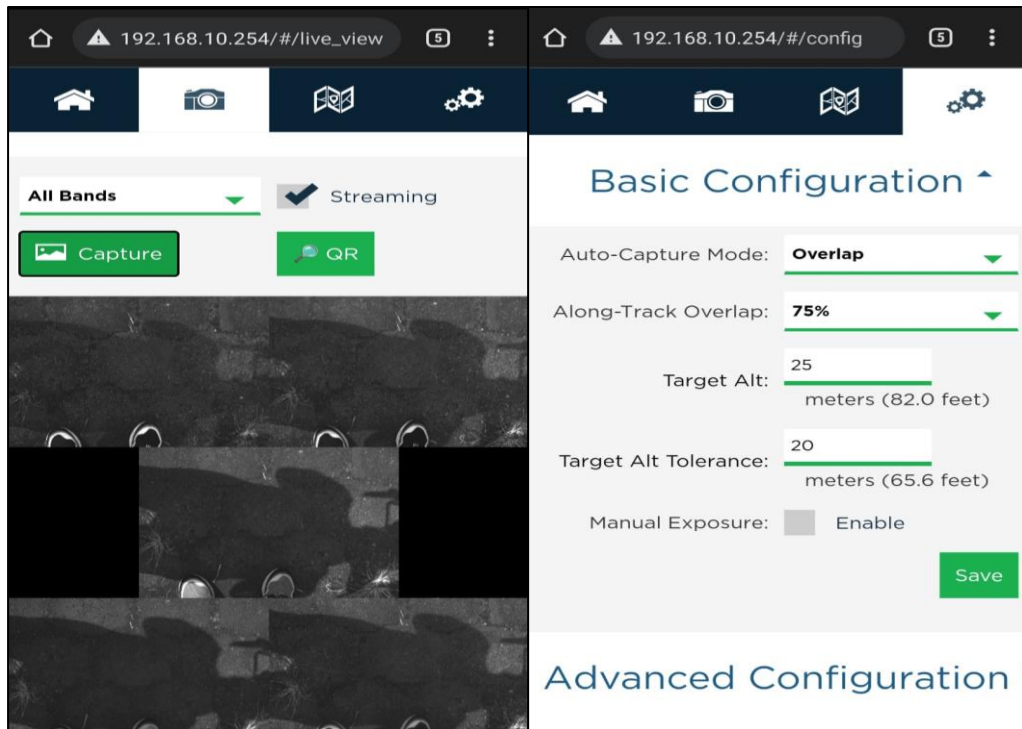 192.168.10.254/#/live_view
5
All Bands
Streaming
Capture
QR
192.168.10.254/#/config
5
Basic Configuration
Auto-Capture Mode: Overlap
Along-Track Overlap: 75%
Target Alt: 25
meters (82.0 feet)
Target Alt Tolerance: 20
meters (65.6 feet)
Manual Exposure: Enable
Save
Advanced Configuration